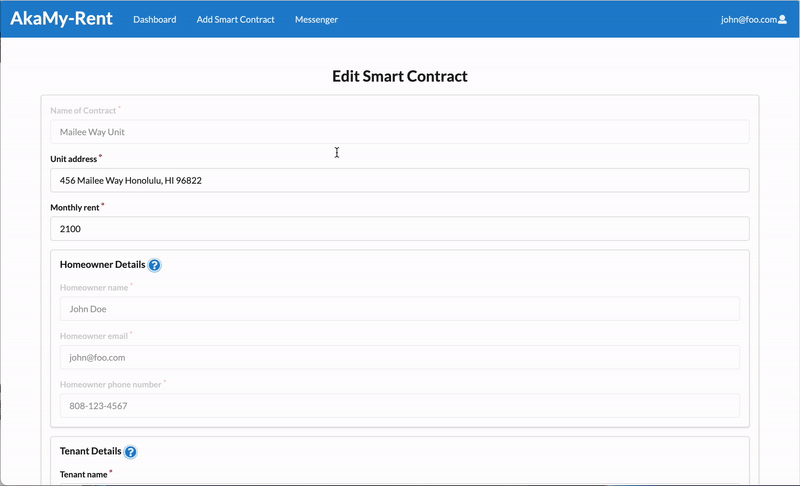 AkaMy-Rent Dashboard Add Smart Contract Messenger john@foo.com
Edit Smart Contract
Name of Contract *
Mailee Way Unit
Unit address *
456 Mailee Way Honolulu, HI 96822
Monthly rent *
2100
Homeowner Details ?
Homeowner name *
John Doe
Homeowner email *
john@foo.com
Homeowner phone number *
808-123-4567
Tenant Details ?
Tenant name *